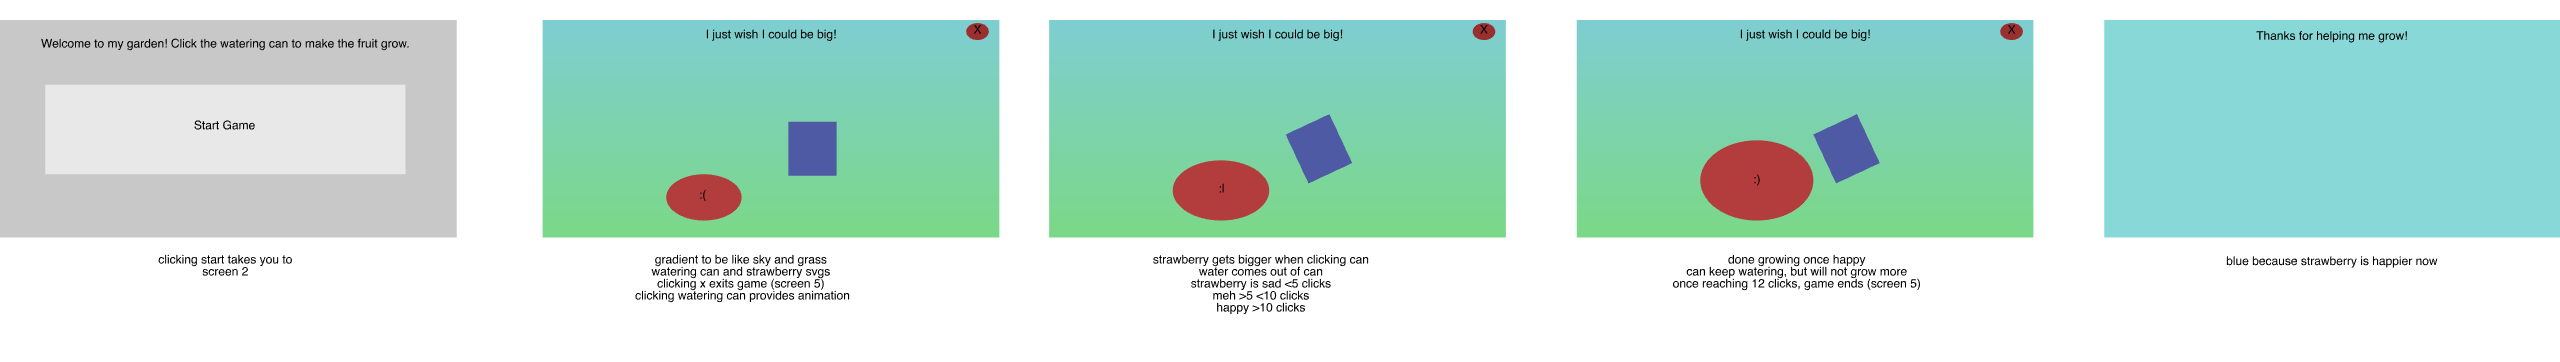 Welcome to my garden! Click the watering can to make the fruit grow.
Start Game
clicking start takes you to
screen 2
I just wish I could be big!
X
:(
gradient to be like sky and grass
watering can and strawberry svgs
clicking x exits game (screen 5)
clicking watering can provides animation
I just wish I could be big!
X
:|
strawberry gets bigger when clicking can
water comes out of can
strawberry is sad <5 clicks
meh >5 <10 clicks
happy >10 clicks
I just wish I could be big!
X
:)
done growing once happy
can keep watering, but will not grow more
once reaching 12 clicks, game ends (screen 5)
Thanks for helping me grow!
blue because strawberry is happier now